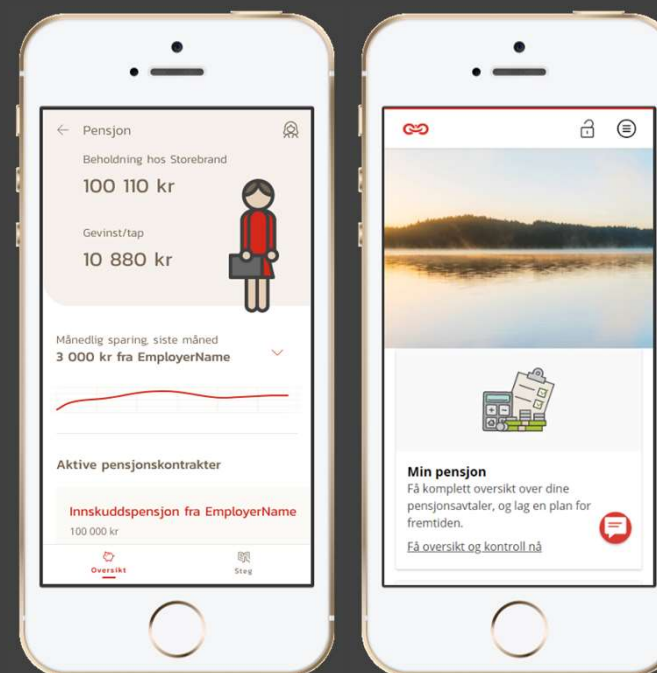 Pensjon
Beholdning hos Storebrand
100 110 kr
Gevinst/tap
10 880 kr
Månedlig sparing, siste måned
3 000 kr fra EmployerName
Aktive pensjonskontrakter
Innskuddspensjon fra EmployerName
100 000 kr
Oversikt
Steg
Min pensjon
Få komplett oversikt over dine
pensjonsavtaler, og lag en plan for
fremtiden.
Få oversikt og kontroll nå